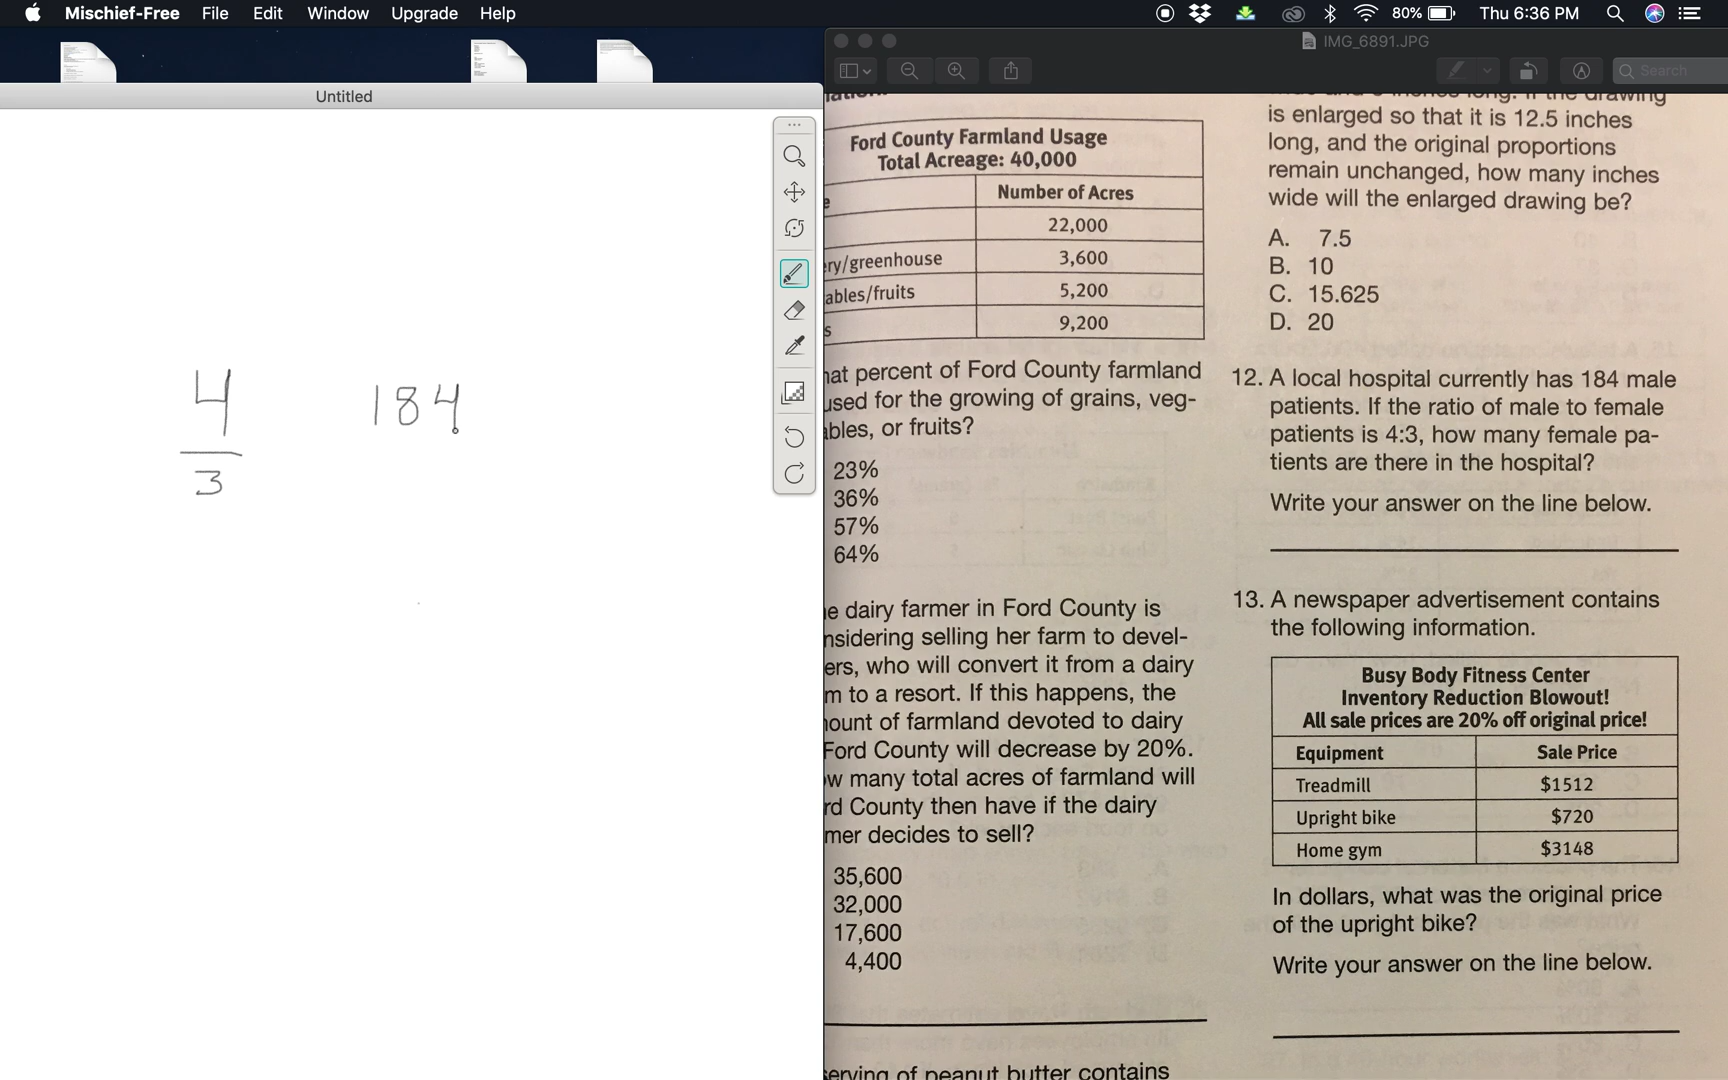 Mischief-Free File Edit Window Upgrade Help
80% Thu 6:36 PM
Untitled
4
3
184
IMG_6891.JPG
Search
Ford County Farmland Usage
Total Acreage: 40,000
e Number of Acres
22,000
ry/greenhouse 3,600
ables/fruits 5,200
s 9,200
hat percent of Ford County farmland
used for the growing of grains, veg-
ables, or fruits?
23%
36%
57%
64%
e dairy farmer in Ford County is
nsidering selling her farm to devel-
ers, who will convert it from a dairy
m to a resort. If this happens, the
ount of farmland devoted to dairy
Ford County will decrease by 20%.
w many total acres of farmland will
rd County then have if the dairy
mer decides to sell?
35,600
32,000
17,600
4,400
serving of peanut butter contains
long. If the drawing
is enlarged so that it is 12.5 inches
long, and the original proportions
remain unchanged, how many inches
wide will the enlarged drawing be?
A. 7.5
B. 10
C. 15.625
D. 20
12. A local hospital currently has 184 male
patients. If the ratio of male to female
patients is 4:3, how many female pa-
tients are there in the hospital?
Write your answer on the line below.
13. A newspaper advertisement contains
the following information.
Busy Body Fitness Center
Inventory Reduction Blowout!
All sale prices are 20% off original price!
Equipment Sale Price
Treadmill $1512
Upright bike $720
Home gym $3148
In dollars, what was the original price
of the upright bike?
Write your answer on the line below.